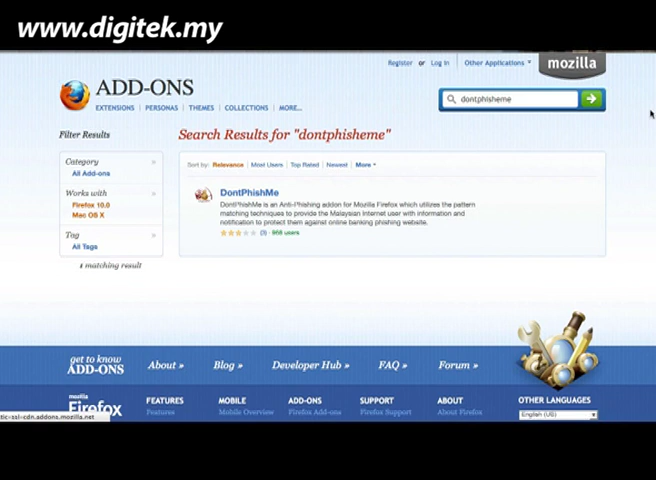 www.digitek.my
Register or Log in Other Applications mozilla
ADD-ONS
EXTENSIONS | PERSONAS | THEMES | COLLECTIONS | MORE...
dontphisheme
Filter Results
Search Results for "dontphisheme"
Category
All Add-ons
Sort by: Relevance Most Users Top Rated Newest More
Works with
Firefox 10.0
Mac OS X
DontPhishMe
DontPhishMe is an Anti-Phishing addon for Mozilla Firefox which utilizes the pattern
matching techniques to provide the Malaysian internet user with information and
notification to protect them against online banking phishing website.
(3) · 968 users
Tag
All Tags
1 matching result
get to know
ADD-ONS
About » Blog » Developer Hub » FAQ » Forum »
mozilla
Firefox
FEATURES MOBILE ADD-ONS SUPPORT ABOUT OTHER LANGUAGES
Features Mobile Overview Firefox Add-ons Firefox Support About Firefox English (US)
tic-ssl-cdn.addons.mozilla.net